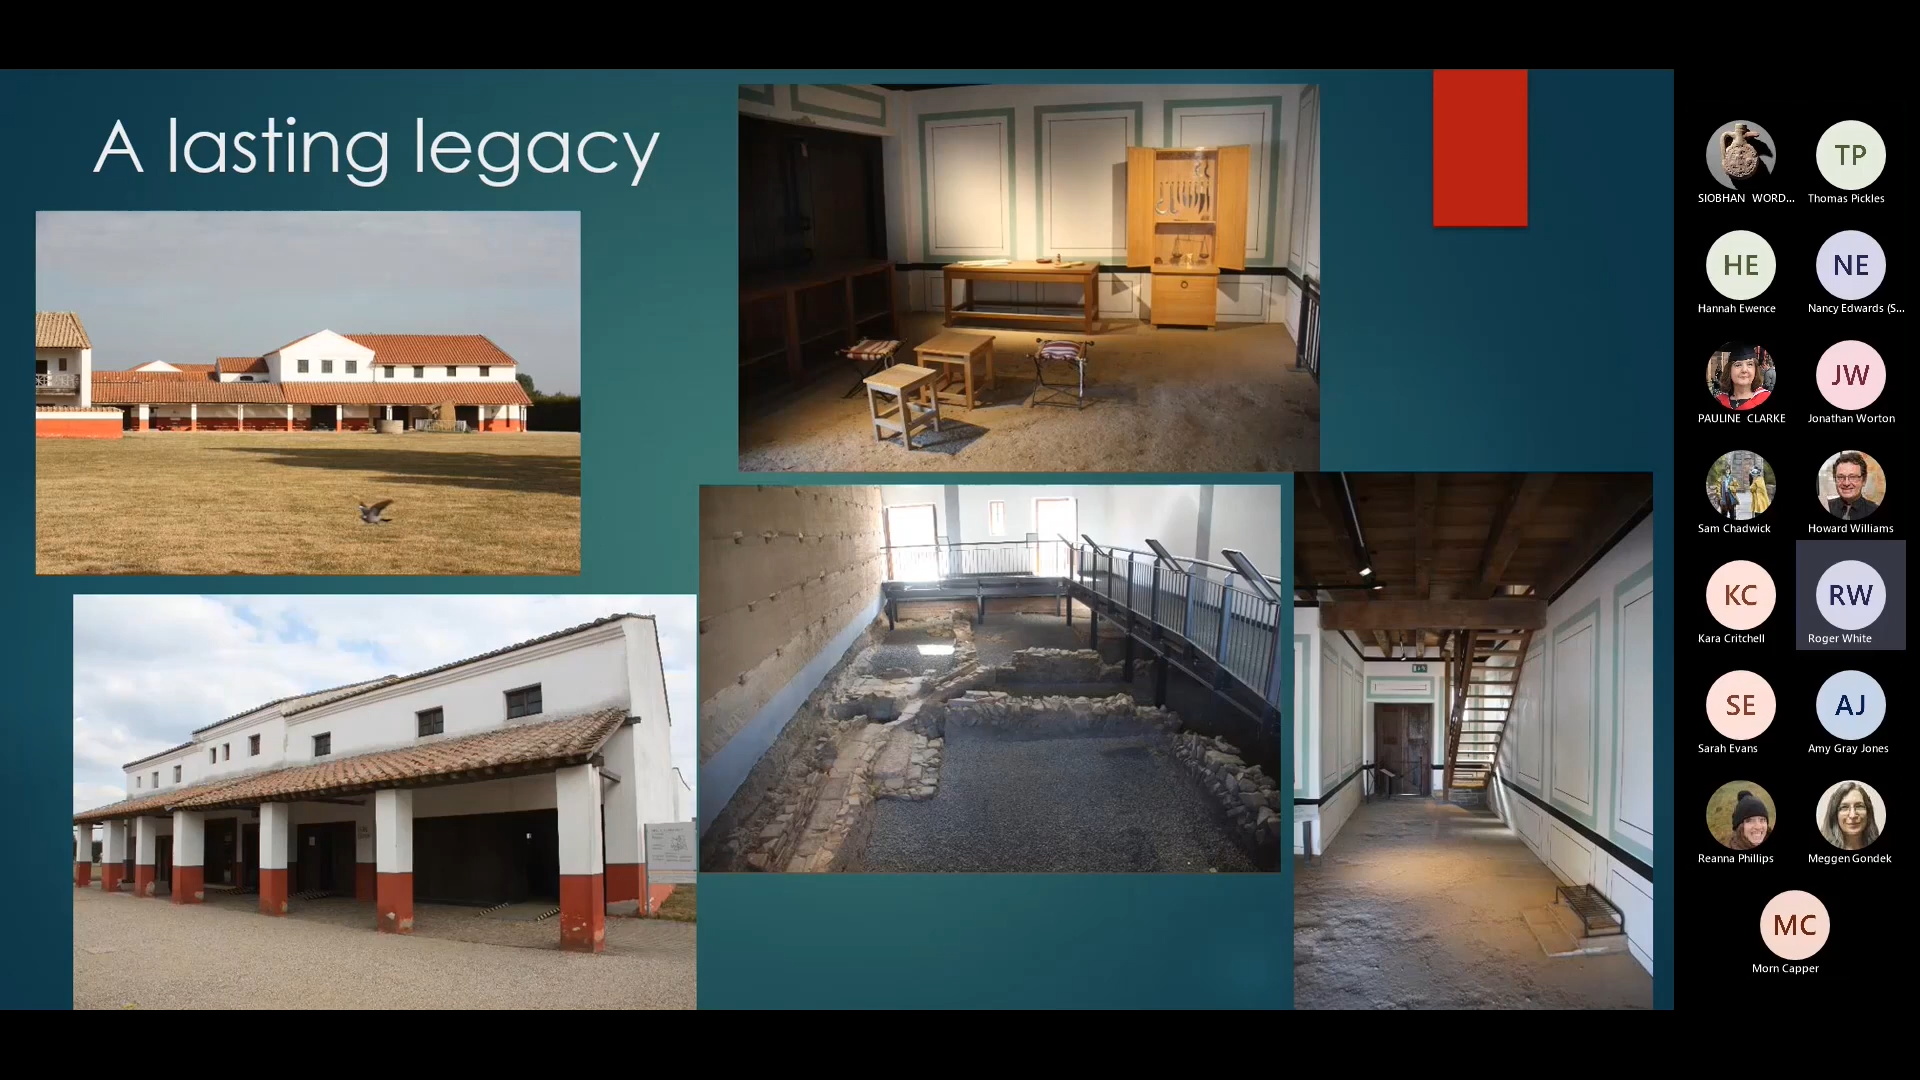 A lasting legacy
SIOBHAN WORD...
TP
Thomas Pickles
HE
Hannah Ewence
NE
Nancy Edwards (S...
PAULINE CLARKE
JW
Jonathan Worton
Sam Chadwick
Howard Williams
KC
Kara Critchell
RW
Roger White
SE
Sarah Evans
AJ
Amy Gray Jones
Reanna Phillips
Meggen Gondek
MC
Morn Capper